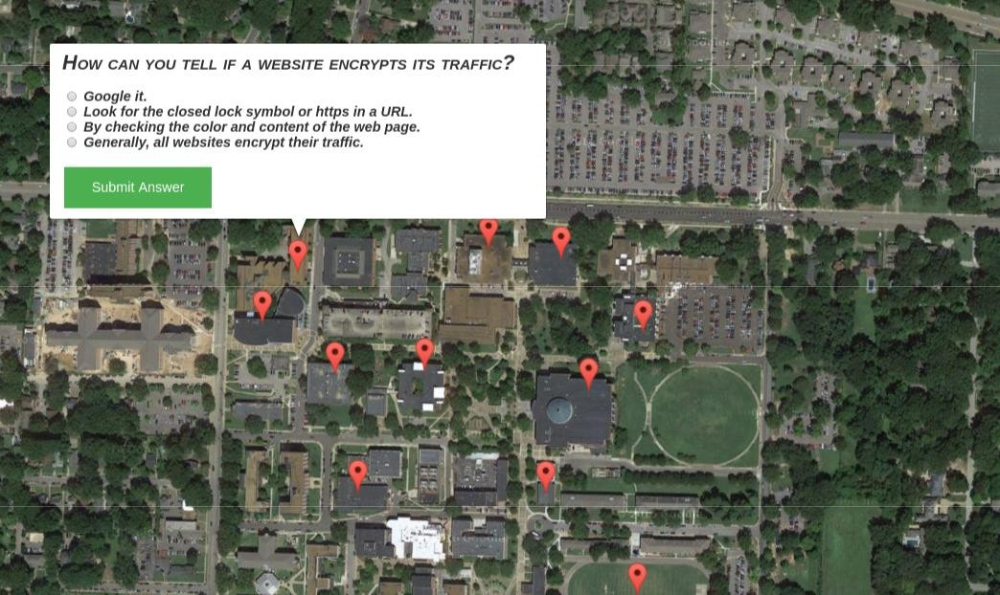 How can you tell if a website encrypts its traffic?
Google it.
Look for the closed lock symbol or https in a URL.
By checking the color and content of the web page.
Generally, all websites encrypt their traffic.
Submit Answer